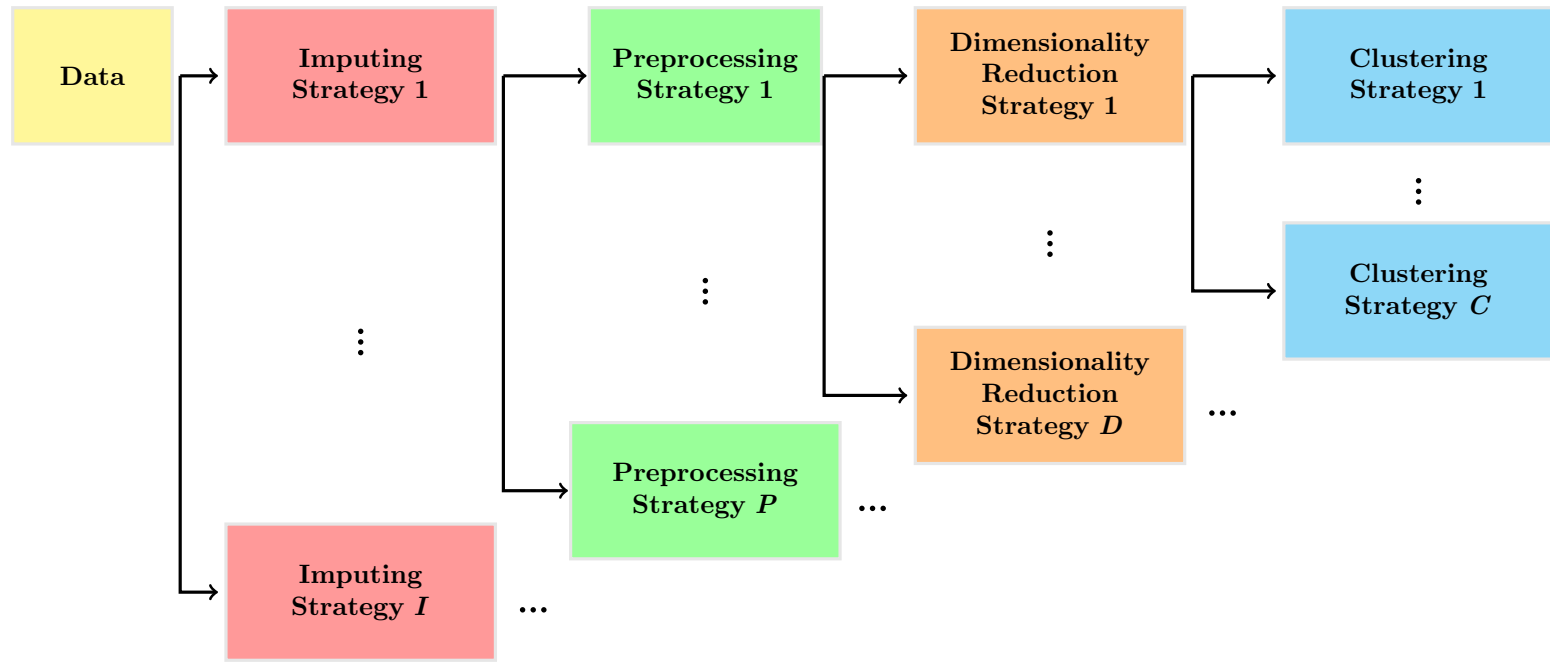 Data
Imputing
Strategy 1
Preprocessing
Strategy 1
Dimensionality
Reduction
Strategy 1
Clustering
Strategy 1
⋮
⋮
⋮
⋮
Clustering
Strategy C
Dimensionality
Reduction
Strategy D
...
Preprocessing
Strategy P
...
Imputing
Strategy I
...